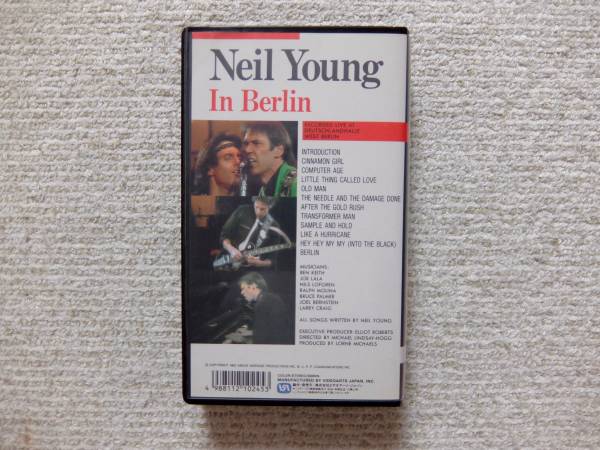 Neil Young
In Berlin
RECORDED LIVE AT
DEUTSCHLANDHALLE
WEST BERLIN
INTRODUCTION
CINNAMON GIRL
COMPUTER AGE
LITTLE THING CALLED LOVE
OLD MAN
THE NEEDLE AND THE DAMAGE DONE
AFTER THE GOLD RUSH
TRANSFORMER MAN
SAMPLE AND HOLD
LIKE A HURRICANE
HEY HEY MY MY (INTO THE BLACK)
BERLIN
MUSICIANS:
BEN KEITH
JOE LALA
NILS LOFGREN
RALPH MOLINA
BRUCE PALMER
JOEL BERNSTEIN
LARRY CRAGG
ALL SONGS WRITTEN BY NEIL YOUNG
EXECUTIVE PRODUCER ELLIOT ROBERTS
DIRECTED BY MICHAEL LINDSAY-HOGG
PRODUCED BY LORNE MICHAELS
MANUFACTURED BY VIDEOARTS JAPAN, INC.
4 988112 102453